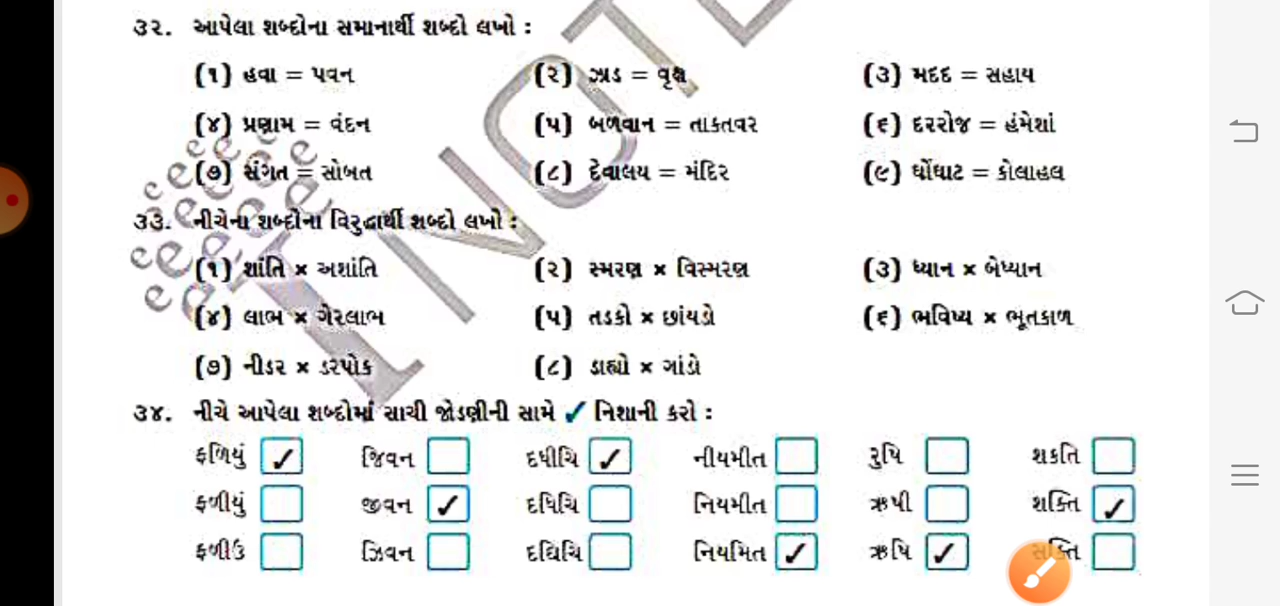 ૩૨. આપેલા શબ્દોના સમાનાર્થી શબ્દો લખો :
(૧) હવા = પવન (૨) ઝાડ = વૃક્ષ (૩) મદદ = સહાય
(૪) પ્રણામ = વંદન (૫) બળવાન = તાકતવર (૬) દરરોજ = હંમેશાં
(૭) સંગત = સોબત (૮) દેવાલય = મંદિર (૯) ઘોંઘાટ = કોલાહલ
૩૩. નીચેના શબ્દોના વિરુદ્ધાર્થી શબ્દો લખો :
(૧) શાંતિ × અશાંતિ (૨) સ્મરણ × વિસ્મરણ (૩) ધ્યાન × બેધ્યાન
(૪) લાભ × ગેરલાભ (૫) તડકો × છાંયડો (૬) ભવિષ્ય × ભૂતકાળ
(૭) નીડર × ડરપોક (૮) ડાહ્યો × ગાંડો
૩૪. નીચે આપેલા શબ્દોમાં સાચી જોડણીની સામે ✓ નિશાની કરો :
ફળિયું ✓ જિવન દધીચિ ✓ નીયમીત રુષિ શકતિ
ફળીયું જીવન ✓ દધિચિ નિયમીત ઋષી શક્તિ ✓
ફળીઉં ઝિવન દદ્યિચિ નિયમિત ✓ ઋષિ ✓ સક્તિ